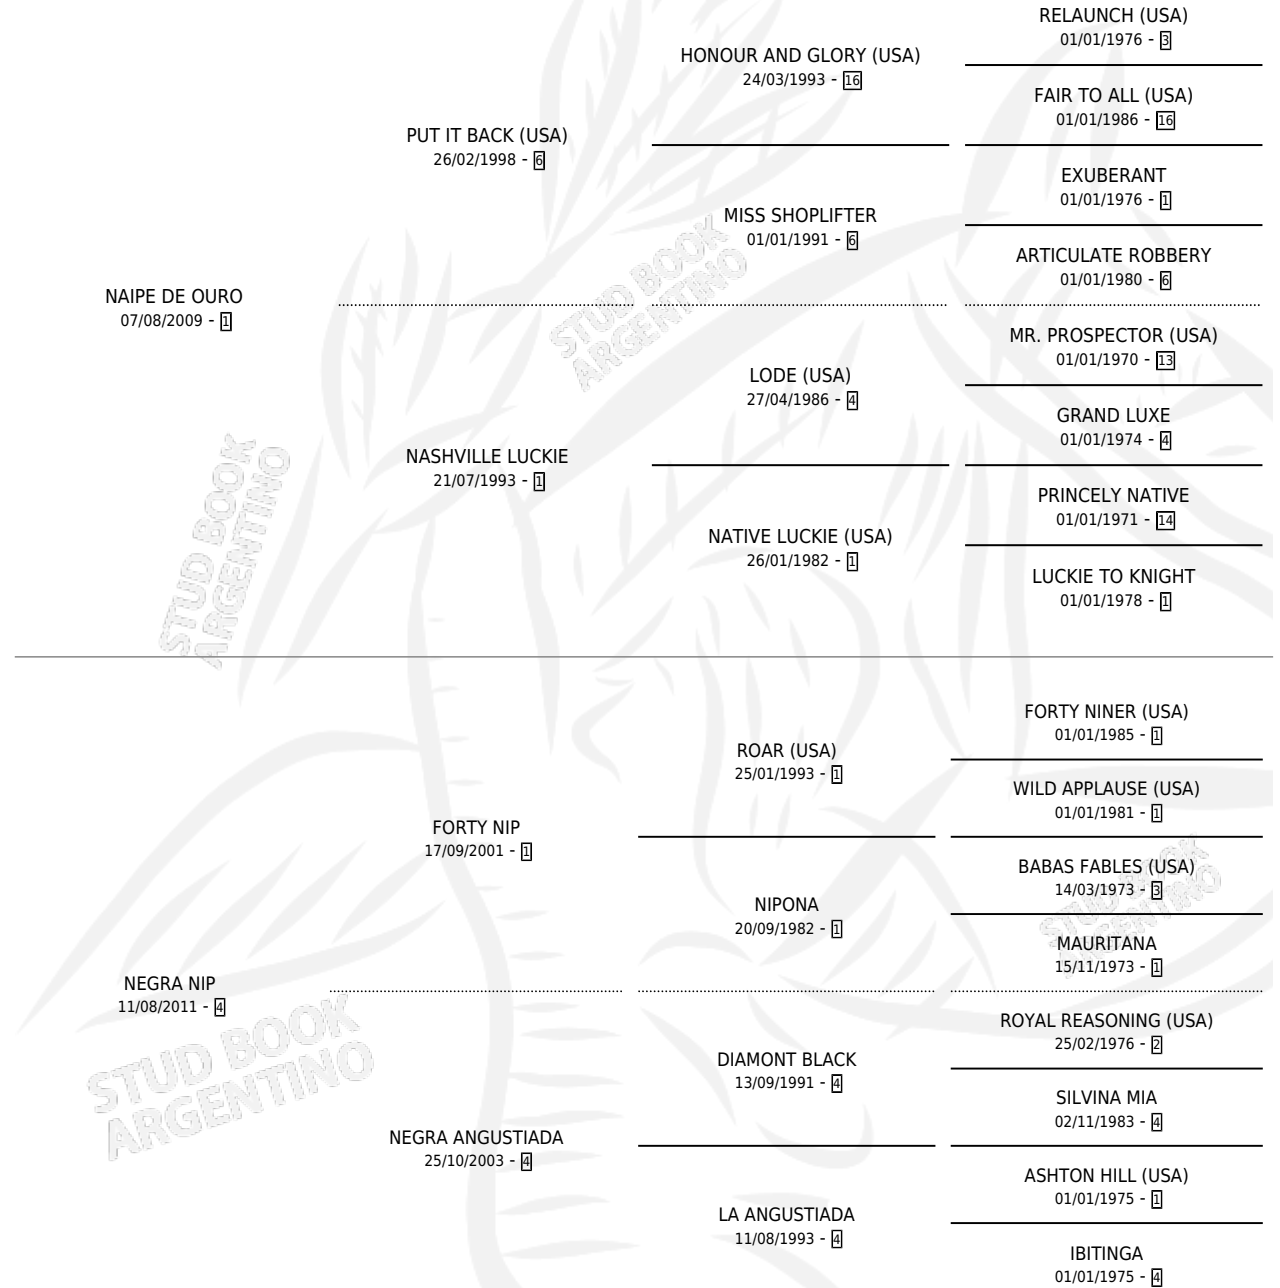 RELAUNCH (USA)
01/01/1976 - 3
HONOUR AND GLORY (USA)
24/03/1993 - 16
FAIR TO ALL (USA)
01/01/1986 - 16
PUT IT BACK (USA)
26/02/1998 - 6
EXUBERANT
01/01/1976 - 1
MISS SHOPLIFTER
01/01/1991 - 6
ARTICULATE ROBBERY
01/01/1980 - 6
NAIPE DE OURO
07/08/2009 - 1
STUD BOOK
ARGENTINO
MR. PROSPECTOR (USA)
01/01/1970 - 13
LODE (USA)
27/04/1986 - 4
GRAND LUXE
01/01/1974 - 4
NASHVILLE LUCKIE
21/07/1993 - 1
PRINCELY NATIVE
01/01/1971 - 14
NATIVE LUCKIE (USA)
26/01/1982 - 1
LUCKIE TO KNIGHT
01/01/1978 - 1
STUD BOOK
ARGENTINO
FORTY NINER (USA)
01/01/1985 - 1
ROAR (USA)
25/01/1993 - 1
WILD APPLAUSE (USA)
01/01/1981 - 1
FORTY NIP
17/09/2001 - 1
BABAS FABLES (USA)
14/03/1973 - 3
NIPONA
20/09/1982 - 1
STUD BOOK
ARGENTINO
MAURITANA
15/11/1973 - 1
NEGRA NIP
11/08/2011 - 4
ROYAL REASONING (USA)
25/02/1976 - 2
STUD BOOK
ARGENTINO
DIAMONT BLACK
13/09/1991 - 4
SILVINA MIA
02/11/1983 - 4
NEGRA ANGUSTIADA
25/10/2003 - 4
ASHTON HILL (USA)
01/01/1975 - 1
LA ANGUSTIADA
11/08/1993 - 4
IBITINGA
01/01/1975 - 4